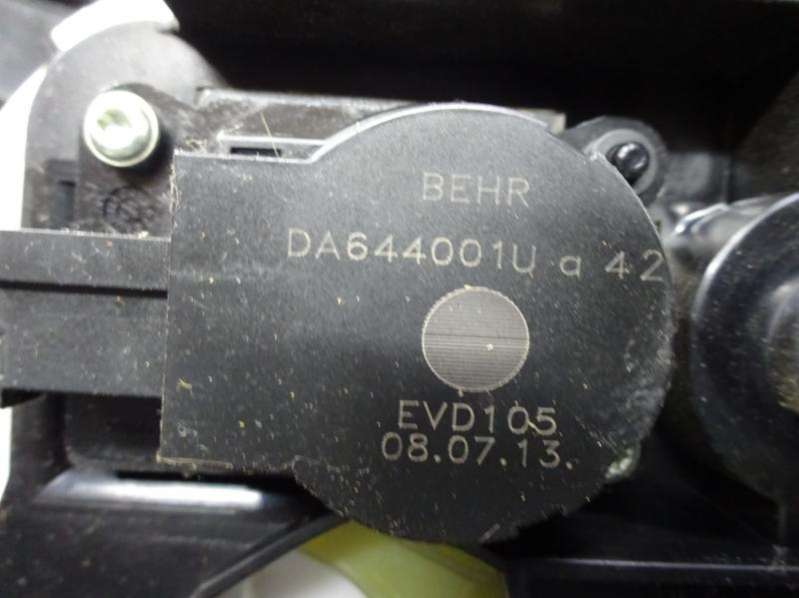 BEHR
DA644001U a 42
EVD105
08.07.13.